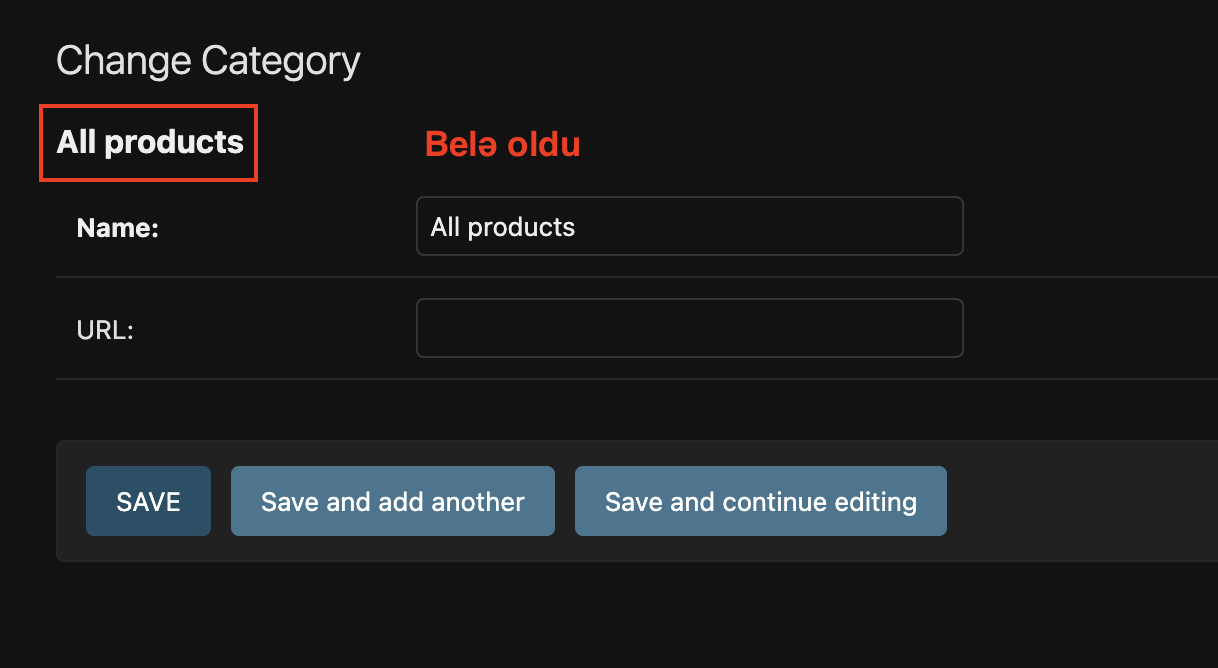 Change Category
All products
Belə oldu
Name:
All products
URL:
SAVE
Save and add another
Save and continue editing